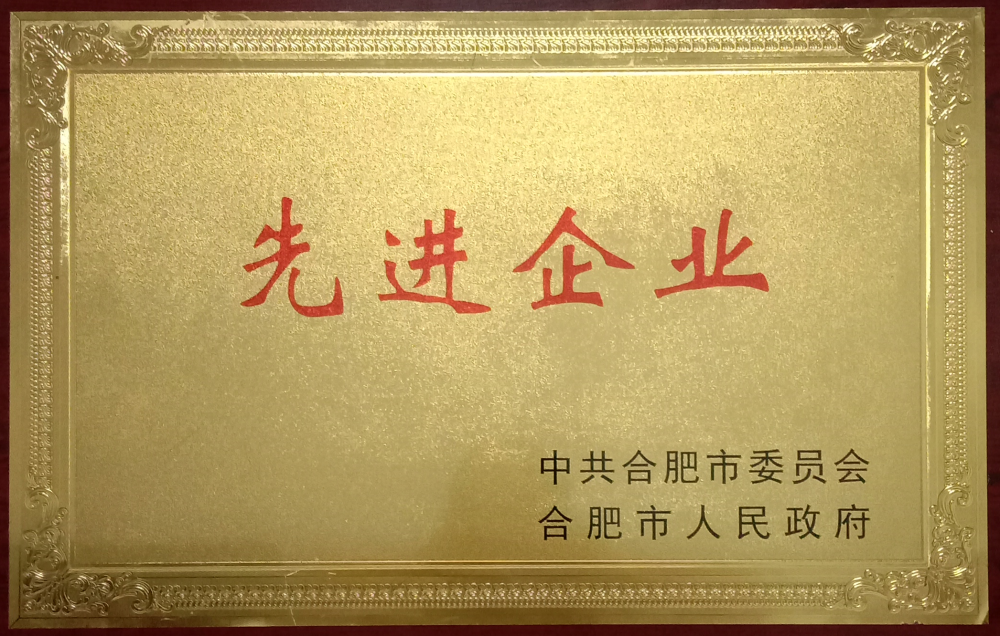 先进企业
中共合肥市委员会
合肥市人民政府